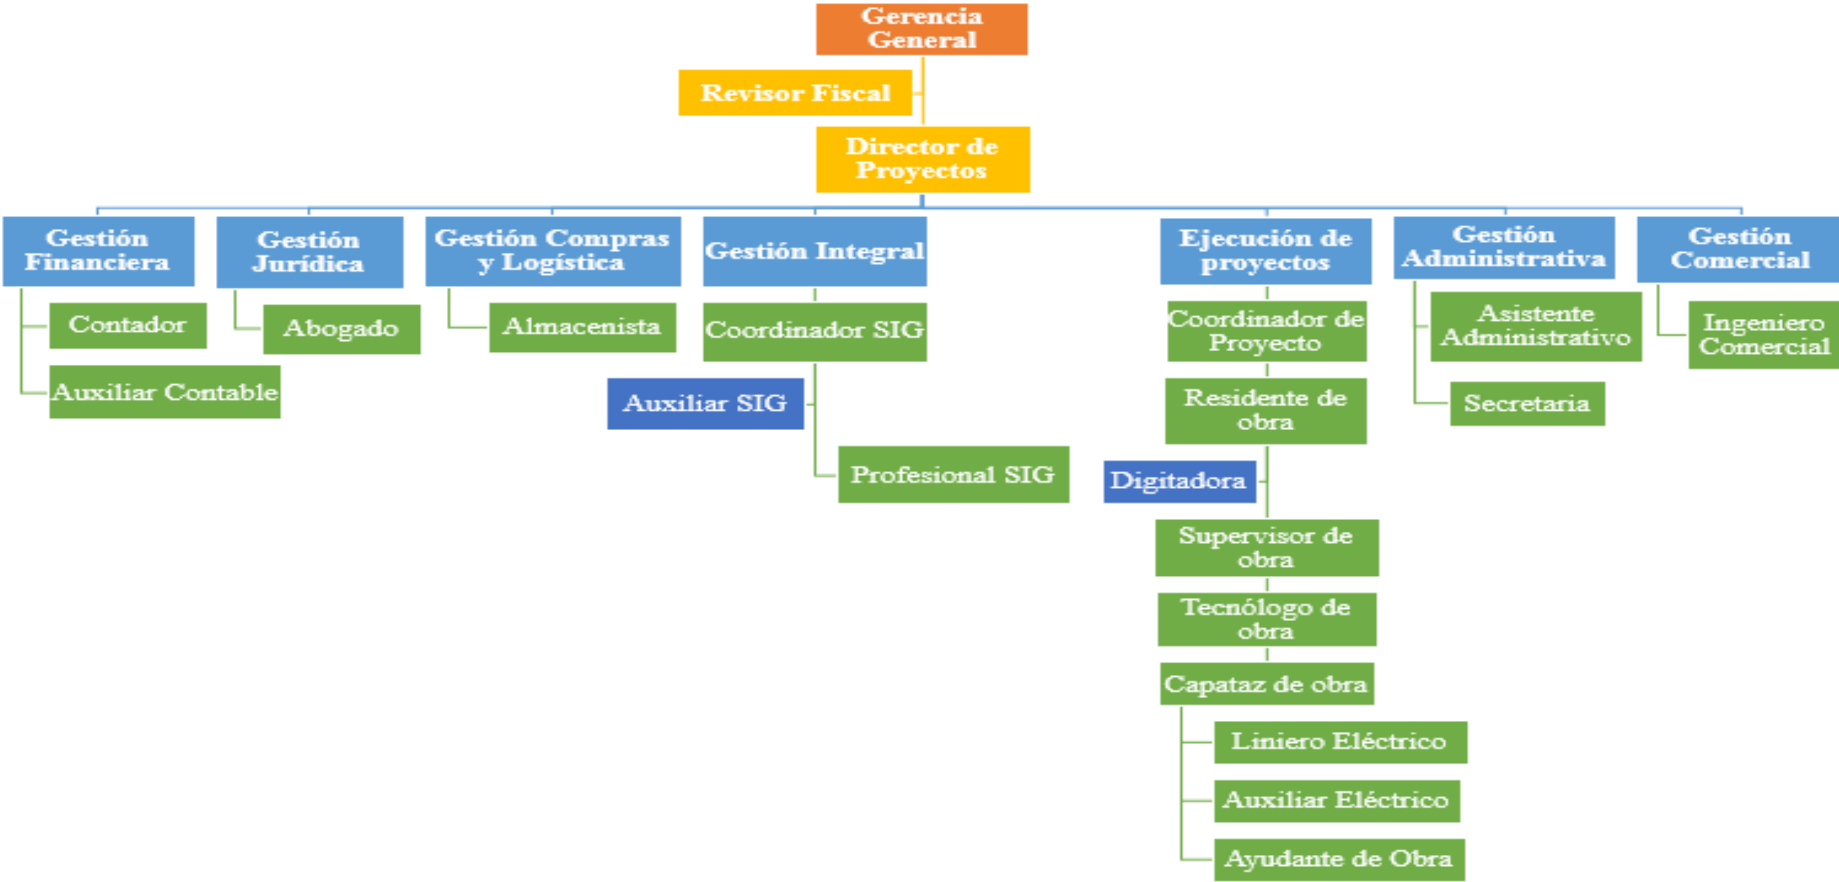 Gerencia
General
Revisor Fiscal
Director de
Proyectos
Gestión
Financiera
Contador
Auxiliar Contable
Gestión
Jurídica
Abogado
Gestión Compras
y Logística
Almacenista
Gestión Integral
Coordinador SIG
Auxiliar SIG
Profesional SIG
Ejecución de
proyectos
Coordinador de
Proyecto
Residente de
obra
Digitadora
Supervisor de
obra
Tecnólogo de
obra
Capataz de obra
Liniero Eléctrico
Auxiliar Eléctrico
Ayudante de Obra
Gestión
Administrativa
Asistente
Administrativo
Secretaria
Gestión
Comercial
Ingeniero
Comercial